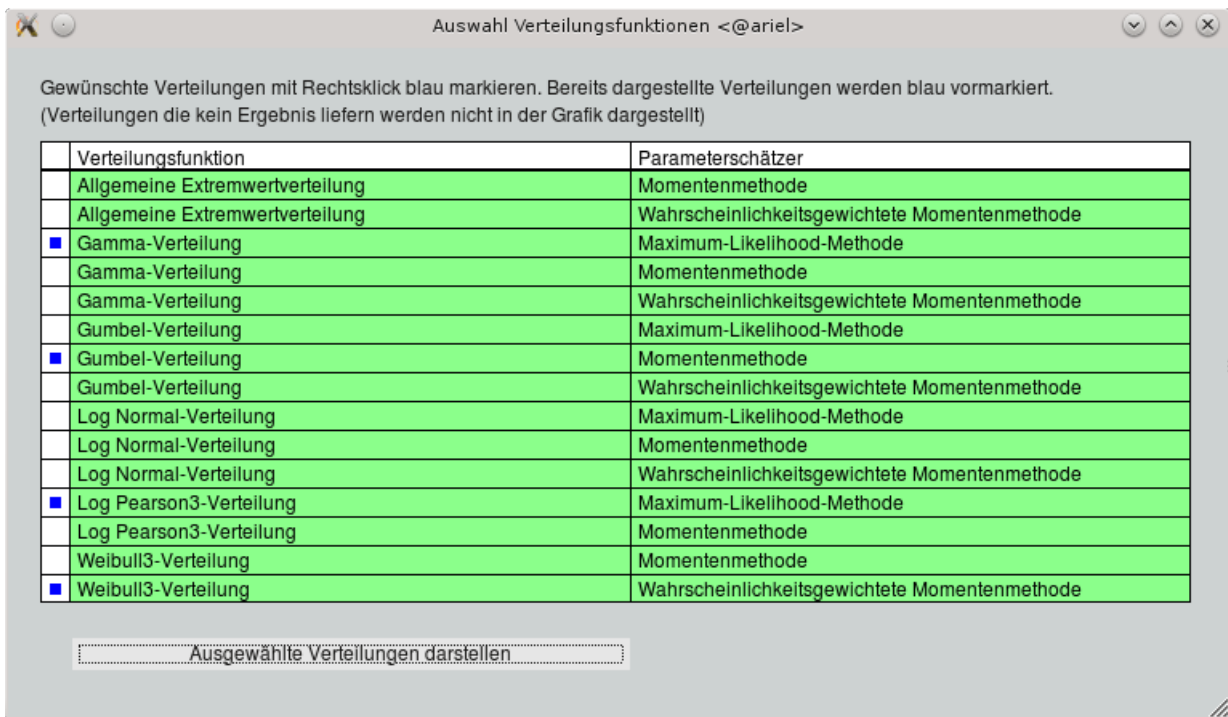 Auswahl Verteilungsfunktionen <@ariel>
Gewünschte Verteilungen mit Rechtsklick blau markieren. Bereits dargestellte Verteilungen werden blau vormarkiert.
(Verteilungen die kein Ergebnis liefern werden nicht in der Grafik dargestellt)
Verteilungsfunktion Parameterschätzer
Allgemeine Extremwertverteilung Momentenmethode
Allgemeine Extremwertverteilung Wahrscheinlichkeitsgewichtete Momentenmethode
Gamma-Verteilung Maximum-Likelihood-Methode
Gamma-Verteilung Momentenmethode
Gamma-Verteilung Wahrscheinlichkeitsgewichtete Momentenmethode
Gumbel-Verteilung Maximum-Likelihood-Methode
Gumbel-Verteilung Momentenmethode
Gumbel-Verteilung Wahrscheinlichkeitsgewichtete Momentenmethode
Log Normal-Verteilung Maximum-Likelihood-Methode
Log Normal-Verteilung Momentenmethode
Log Normal-Verteilung Wahrscheinlichkeitsgewichtete Momentenmethode
Log Pearson3-Verteilung Maximum-Likelihood-Methode
Log Pearson3-Verteilung Momentenmethode
Weibull3-Verteilung Momentenmethode
Weibull3-Verteilung Wahrscheinlichkeitsgewichtete Momentenmethode
Ausgewählte Verteilungen darstellen